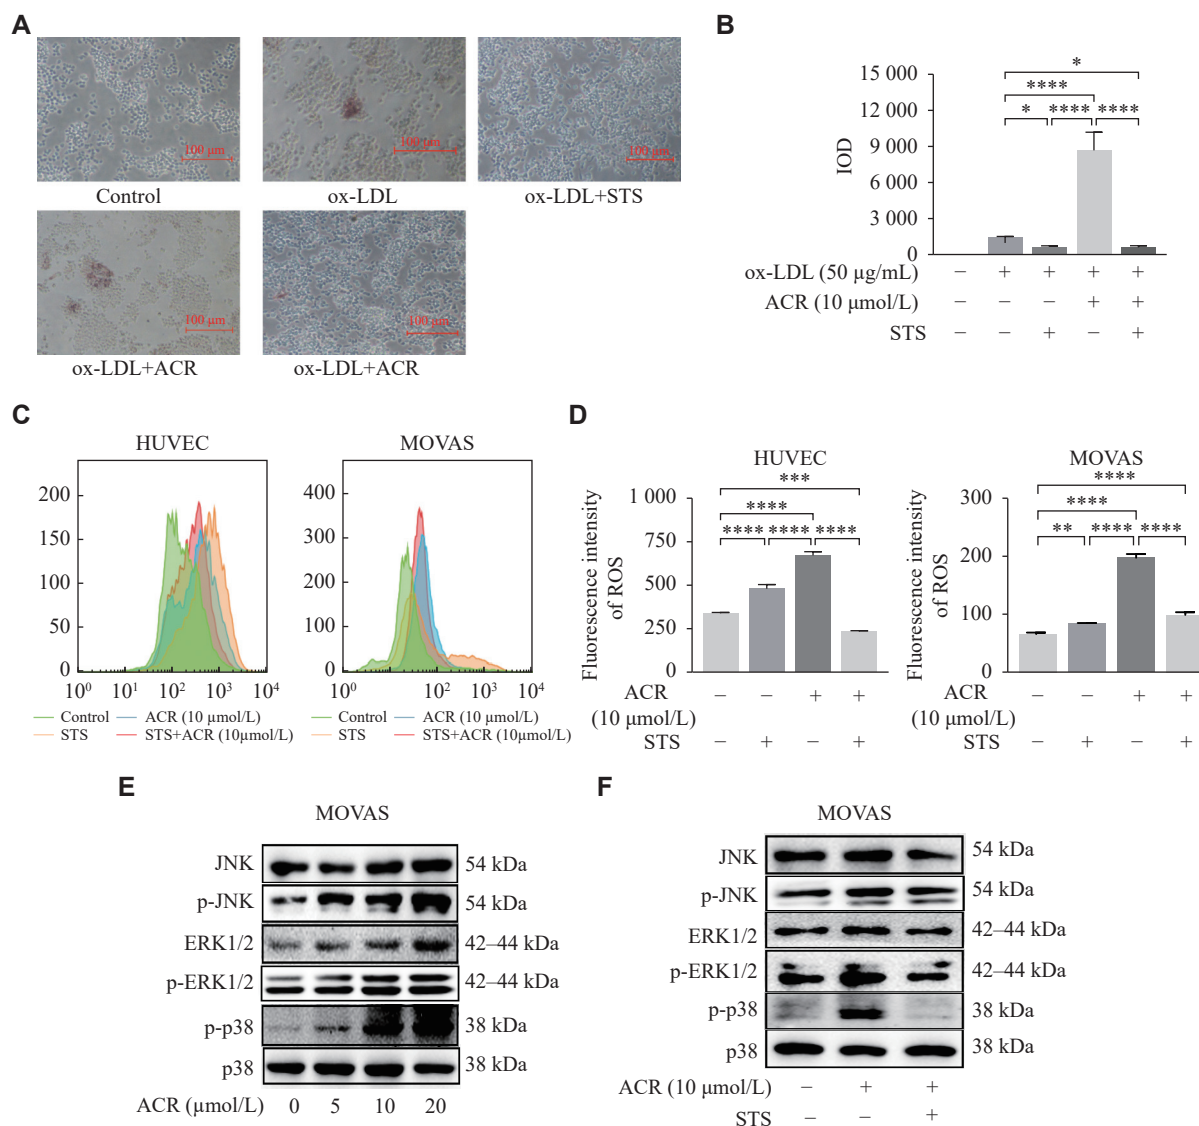 A
100 μm
100 μm
100 μm
Control
ox-LDL
ox-LDL+STS
100 μm
100 μm
ox-LDL+ACR
ox-LDL+ACR
B
15 000
12 000
9 000
6 000
3 000
0
IOD
*
****
* **** ****
ox-LDL (50 μg/mL) − + + + +
ACR (10 μmol/L) − − − + +
STS − − + − +
C
HUVEC
200
150
100
50
0
10⁰ 10¹ 10² 10³ 10⁴
MOVAS
400
300
200
100
0
10⁰ 10² 10³ 10⁴
Control ACR (10 μmol/L)
STS STS+ACR (10μmol/L)
Control ACR (10 μmol/L)
STS STS+ACR (10 μmol/L)
D
HUVEC
Fluorescence intensity
of ROS
1 000
750
500
250
0
***
****
**** **** ****
ACR
(10 μmol/L)
− − + +
STS − + − +
MOVAS
Fluorescence intensity
of ROS
300
200
100
0
****
****
** **** ****
ACR
(10 μmol/L)
− − + +
STS − + − +
E
MOVAS
JNK 54 kDa
p-JNK 54 kDa
ERK1/2 42–44 kDa
p-ERK1/2 42–44 kDa
p-p38 38 kDa
p38 38 kDa
ACR (μmol/L) 0 5 10 20
F
MOVAS
JNK 54 kDa
p-JNK 54 kDa
ERK1/2 42–44 kDa
p-ERK1/2 42–44 kDa
p-p38 38 kDa
p38 38 kDa
ACR (10 μmol/L) − + +
STS − − +